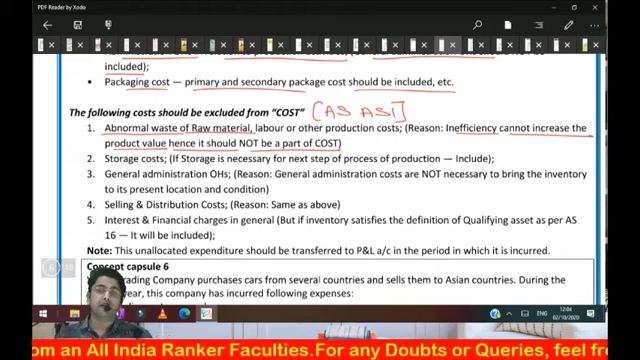 PDF Reader by Xodo
included);
• Packaging cost — primary and secondary package cost should be included, etc.
The following costs should be excluded from "COST" [AS AS1]
1. Abnormal waste of Raw material, labour or other production costs; (Reason: Inefficiency cannot increase the
product value hence it should NOT be a part of COST)
2. Storage costs; (If Storage is necessary for next step of process of production — Include);
3. General administration OHs; (Reason: General administration costs are NOT necessary to bring the inventory
to its present location and condition)
4. Selling & Distribution Costs; (Reason: Same as above)
5. Interest & Financial charges in general; (But if inventory satisfies the definition of Qualifying asset as per AS
16 — It will be included);
Note: This unallocated expenditure should be transferred to P&L a/c in the period in which it is incurred.
Concept capsule 6
rading Company purchases cars from several countries and sells them to Asian countries. During the
year, this company has incurred following expenses:
ENG
12:04
02/10/2020
om an All India Ranker Faculties.For any Doubts or Queries, feel fro